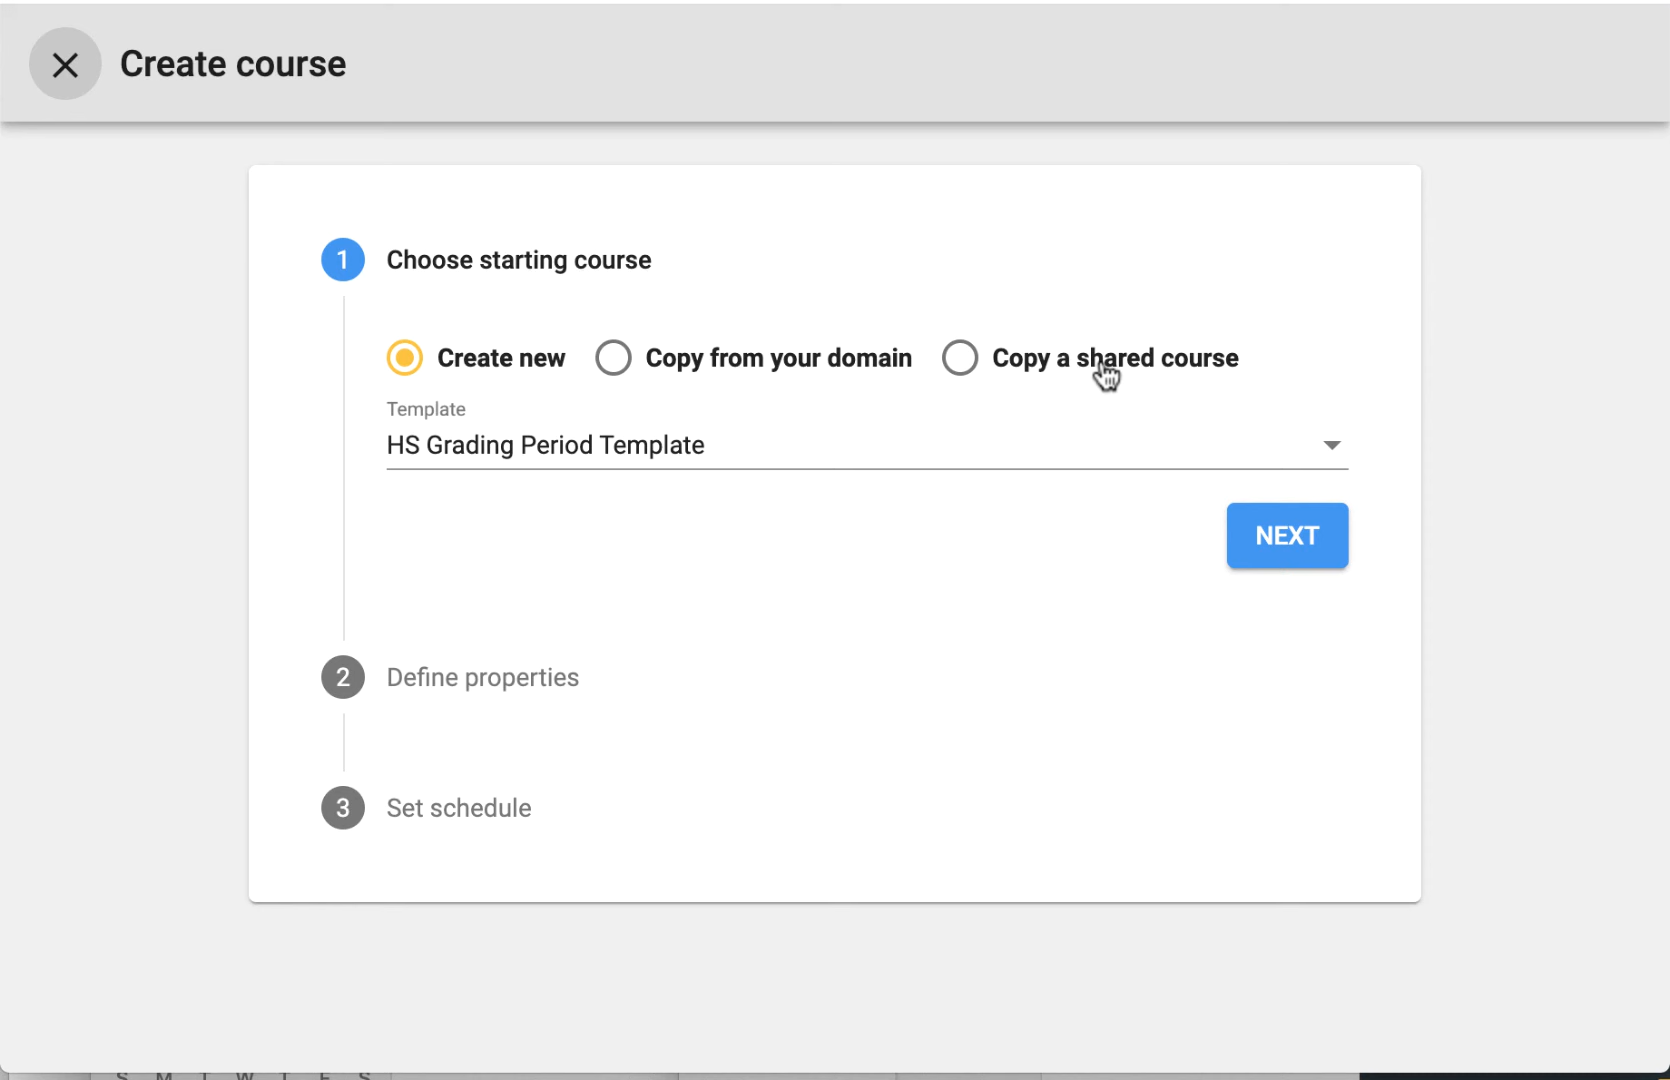 Create course
1 Choose starting course
Create new Copy from your domain Copy a shared course
Template
HS Grading Period Template
NEXT
2 Define properties
3 Set schedule